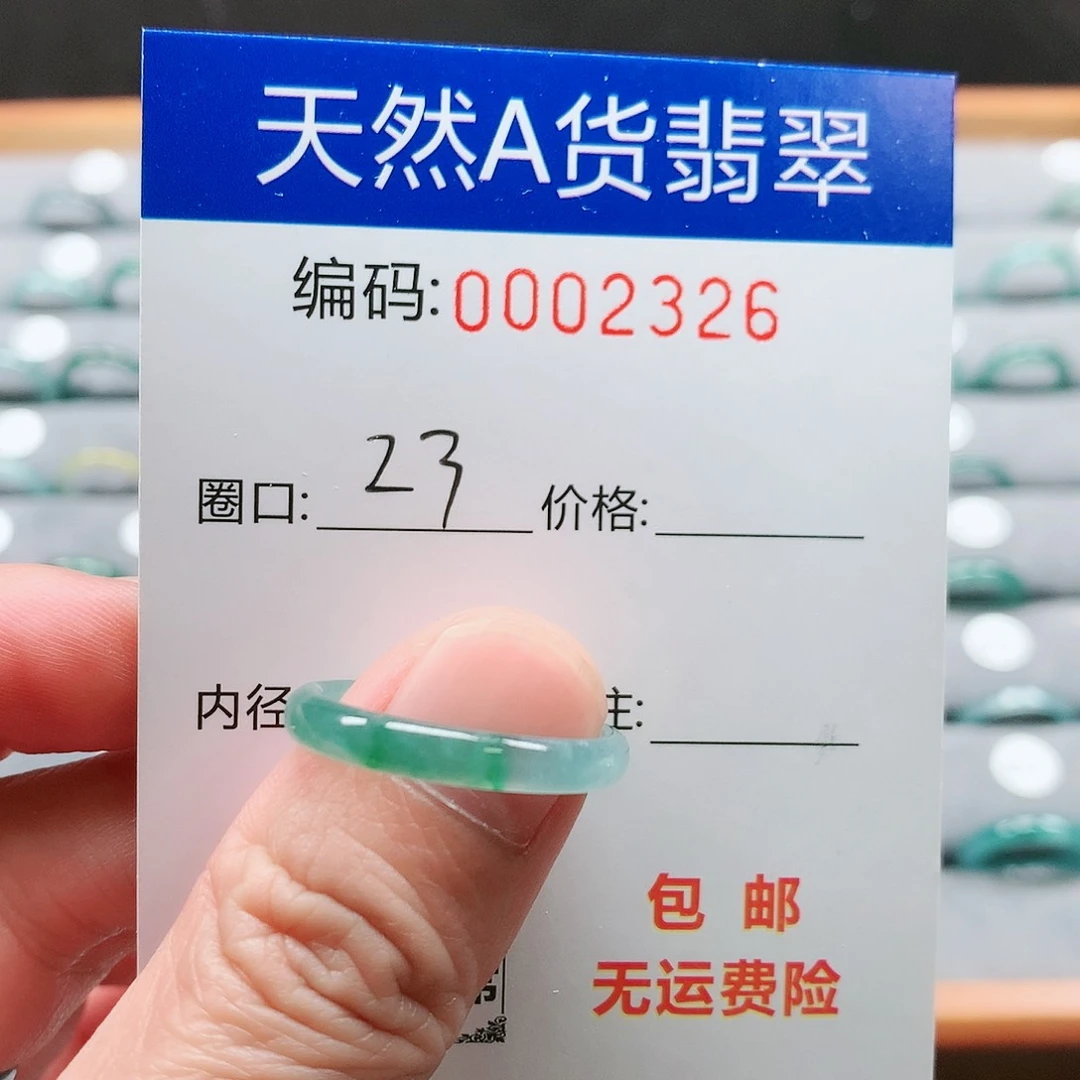 天然A货翡翠
编码:0002326
圈口: 23 价格:
内径 注:
包邮
无运费险